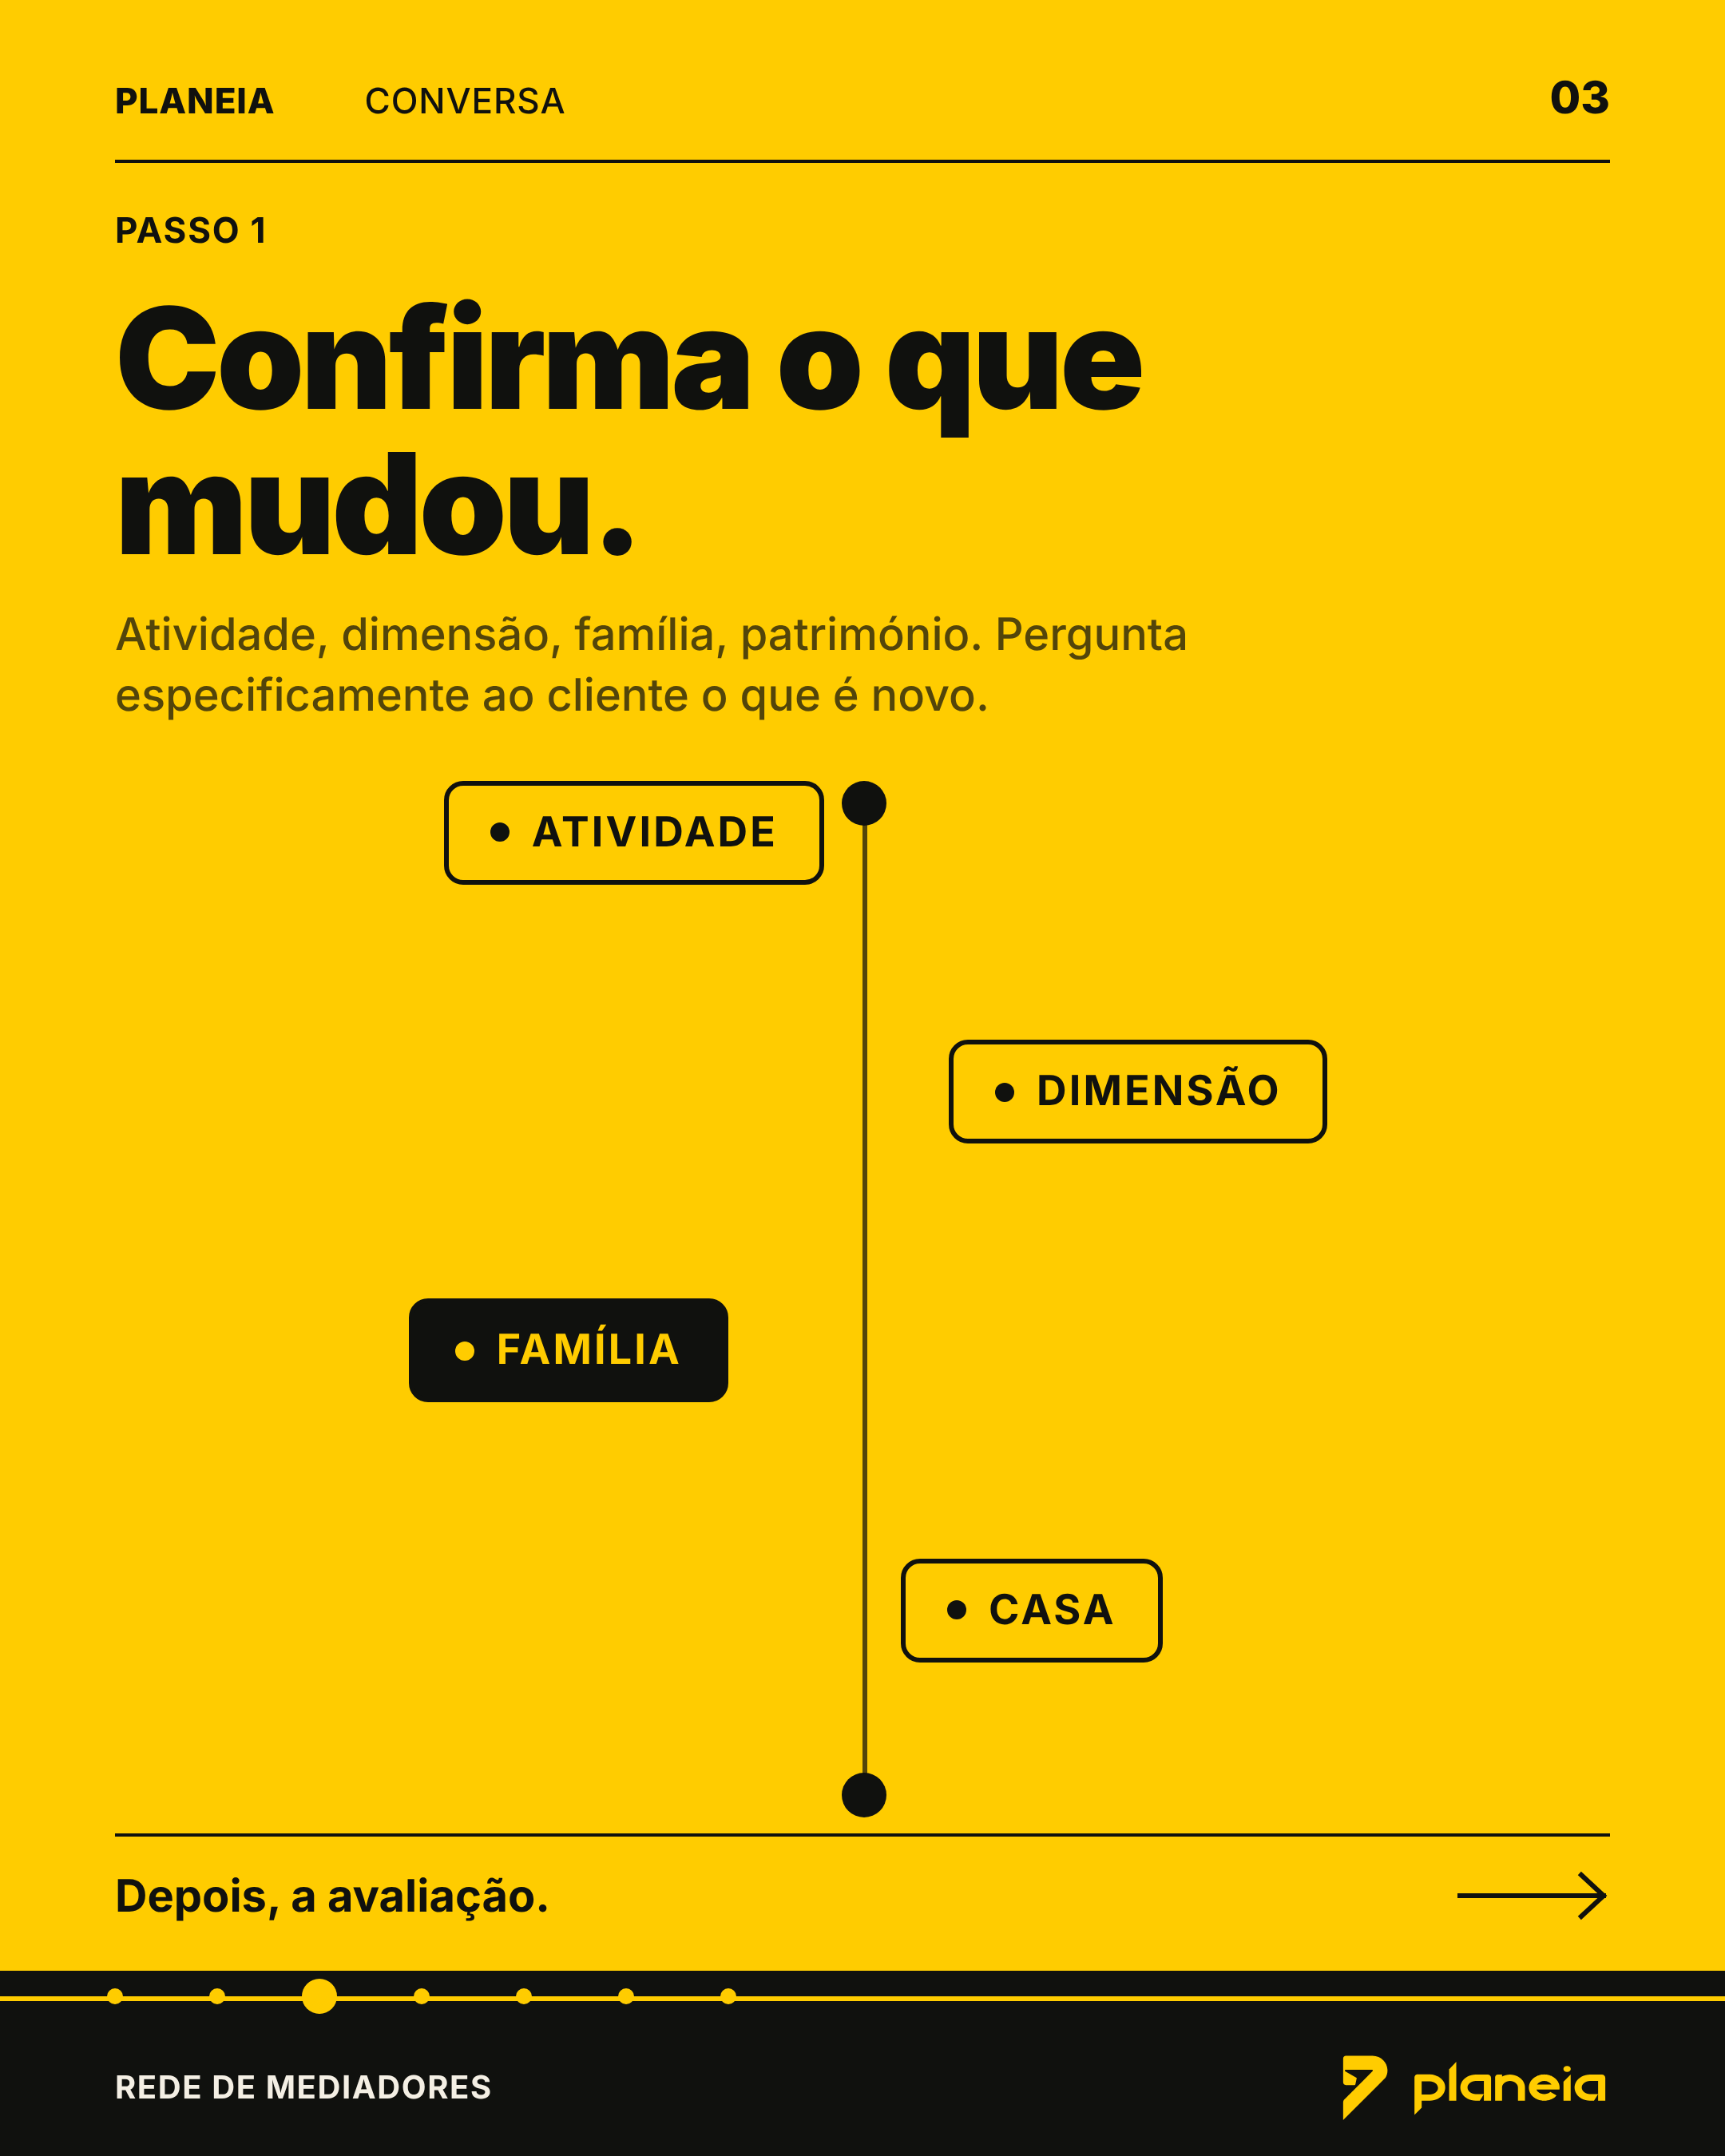 PLANEIA CONVERSA 03
PASSO 1
Confirma o que
mudou.
Atividade, dimensão, família, património. Pergunta
especificamente ao cliente o que é novo.
ATIVIDADE
DIMENSÃO
FAMÍLIA
CASA
Depois, a avaliação.
REDE DE MEDIADORES
planeia